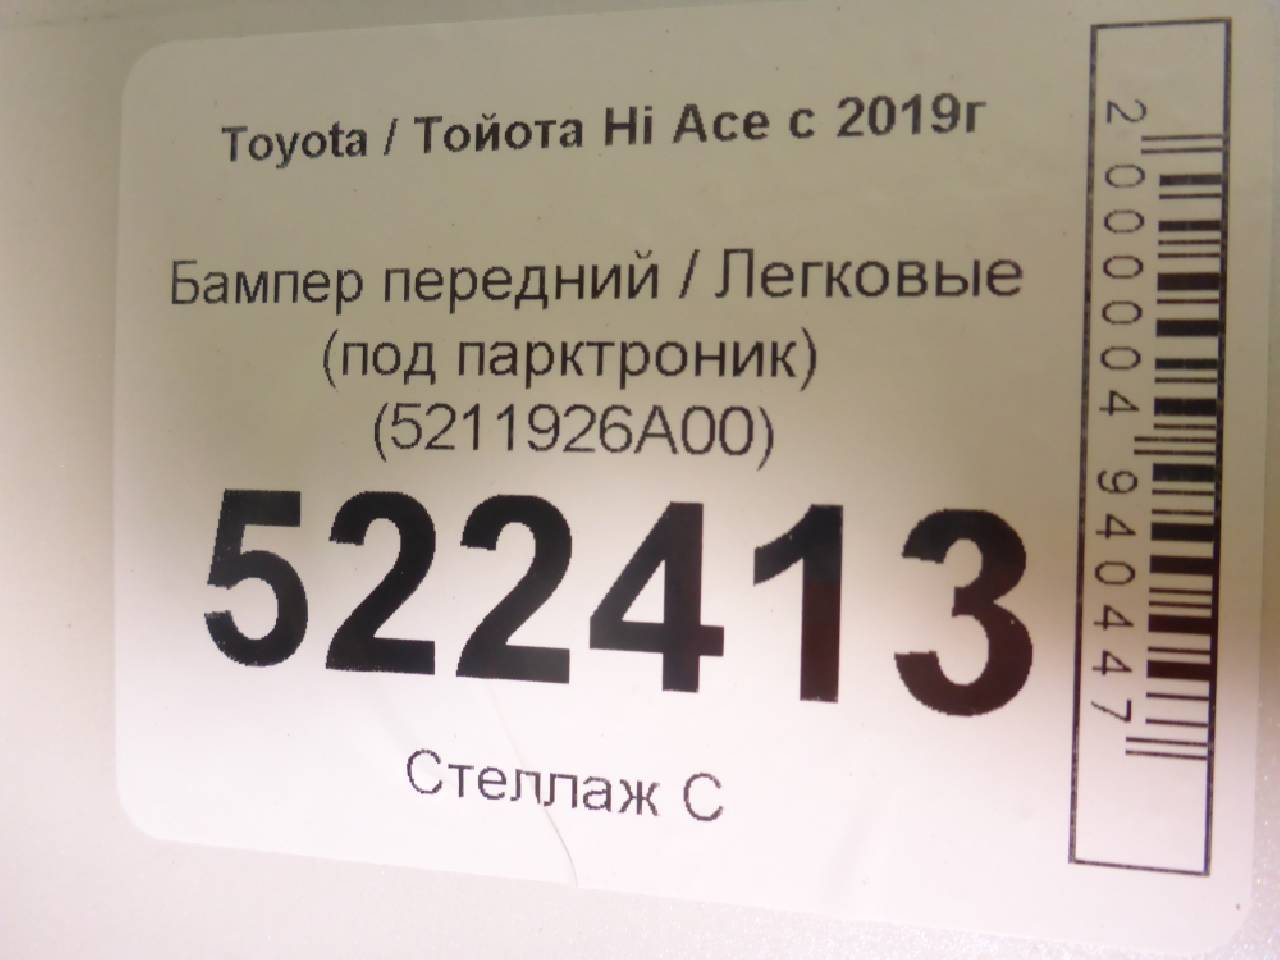 Toyota / Тойота Hi Ace с 2019г
Бампер передний / Легковые
(под парктроник)
(5211926A00)
522413
Стеллаж С
2000004940447